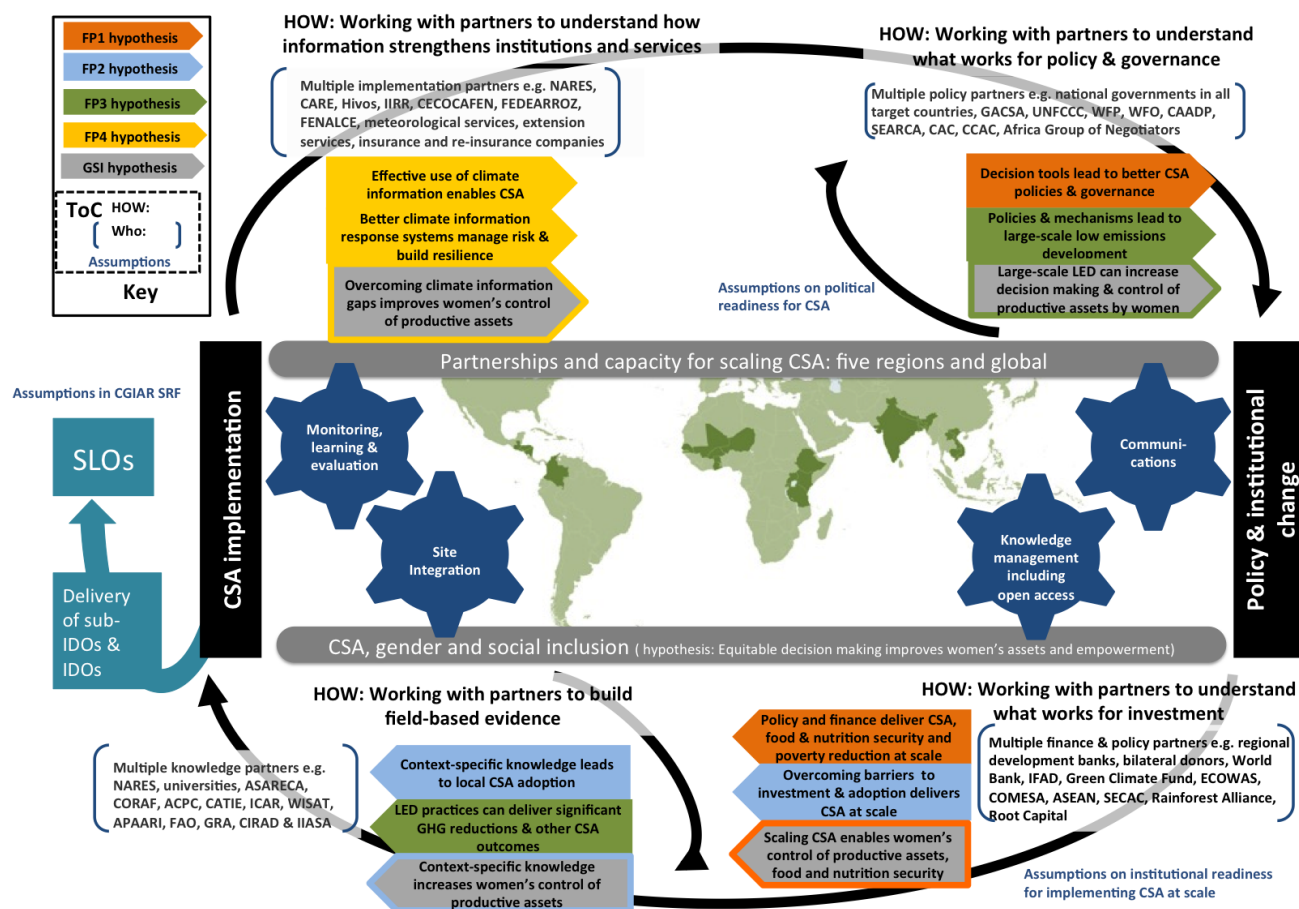 FP1 hypothesis
FP2 hypothesis
FP3 hypothesis
FP4 hypothesis
GSI hypothesis
ToC HOW:
Who:
Assumptions
Key
HOW: Working with partners to understand how
information strengthens institutions and services
Multiple implementation partners e.g. NARES,
CARE, Hivos, IIRR, CECOCAFEN, FEDEARROZ,
FENALCE, meteorological services, extension
services, insurance and re-insurance companies
Effective use of climate
information enables CSA
Better climate information
response systems manage risk &
build resilience
Overcoming climate information
gaps improves women's control
of productive assets
HOW: Working with partners to understand
what works for policy & governance
Multiple policy partners e.g. national governments in all
target countries, GACSA, UNFCCC, WFP, WFO, CAADP,
SEARCA, CAC, CCAC, Africa Group of Negotiators
Decision tools lead to better CSA
policies & governance
Policies & mechanisms lead to
large-scale low emissions
development
Large-scale LED can increase
decision making & control of
productive assets by women
Assumptions on political
readiness for CSA
Partnerships and capacity for scaling CSA: five regions and global
Assumptions in CGIAR SRF
SLOs
Delivery
of sub-
IDOs &
IDOs
CSA implementation
Monitoring,
learning &
evaluation
Site
Integration
Knowledge
management
including
open access
Communi-
cations
Policy & institutional
change
CSA, gender and social inclusion ( hypothesis: Equitable decision making improves women's assets and empowerment)
HOW: Working with partners to build
field-based evidence
Multiple knowledge partners e.g.
NARES, universities, ASARECA,
CORAF, ACPC, CATIE, ICAR, WISAT,
APAARI, FAO, GRA, CIRAD & IIASA
Context-specific knowledge leads
to local CSA adoption
LED practices can deliver significant
GHG reductions & other CSA
outcomes
Context-specific knowledge
increases women's control of
productive assets
HOW: Working with partners to understand
what works for investment
Policy and finance deliver CSA,
food & nutrition security and
poverty reduction at scale
Overcoming barriers to
investment & adoption delivers
CSA at scale
Scaling CSA enables women's
control of productive assets,
food and nutrition security
Multiple finance & policy partners e.g. regional
development banks, bilateral donors, World
Bank, IFAD, Green Climate Fund, ECOWAS,
COMESA, ASEAN, SECAC, Rainforest Alliance,
Root Capital
Assumptions on institutional readiness
for implementing CSA at scale